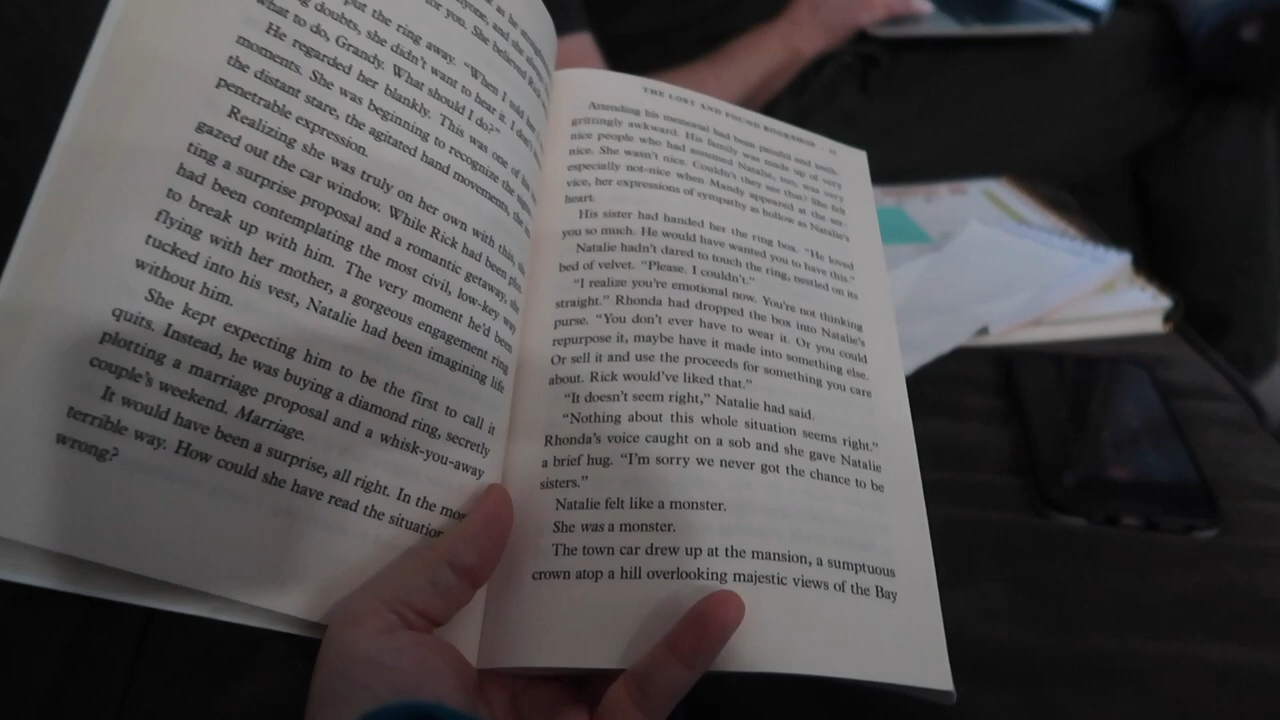 as he
anyone, and she
for you. She believed Rick
put the ring away. "When I told her
ing doubts, she didn't want to hear it. I don't
what to do, Grandy. What should I do?"
He regarded her blankly. This was one of his
moments. She was beginning to recognize the
the distant stare, the agitated hand movements, the
penetrable expression.
Realizing she was truly on her own with this, she
gazed out the car window. While Rick had been plot-
ting a surprise proposal and a romantic getaway, she
had been contemplating the most civil, low-key way
to break up with him. The very moment he'd been
flying with her mother, a gorgeous engagement ring
tucked into his vest, Natalie had been imagining life
without him.
She kept expecting him to be the first to call it
quits. Instead, he was buying a diamond ring, secretly
plotting a marriage proposal and a whisk-you-away
couple's weekend. Marriage.
It would have been a surprise, all right. In the mos
terrible way. How could she have read the situation
wrong?
THE LOST AND FOUND BOOKSHOP
Attending his memorial had been painful and
grittingly awkward. His family was made up of very
nice people who had assumed Natalie, too, was very
nice. She wasn't nice. Couldn't they see that? She felt
especially not-nice when Mandy appeared at the ser-
vice, her expressions of sympathy as hollow as Natalie's
heart.
His sister had handed her the ring box. "He loved
you so much. He would have wanted you to have this."
Natalie hadn't dared to touch the ring, nestled on its
bed of velvet. "Please. I couldn't."
"I realize you're emotional now. You're not thinking
straight." Rhonda had dropped the box into Natalie's
purse. "You don't ever have to wear it. Or you could
repurpose it, maybe have it made into something else.
Or sell it and use the proceeds for something you care
about. Rick would've liked that."
"It doesn't seem right," Natalie had said.
"Nothing about this whole situation seems right."
Rhonda's voice caught on a sob and she gave Natalie
a brief hug. "I'm sorry we never got the chance to be
sisters."
Natalie felt like a monster.
She was a monster.
The town car drew up at the mansion, a sumptuous
crown atop a hill overlooking majestic views of the Bay